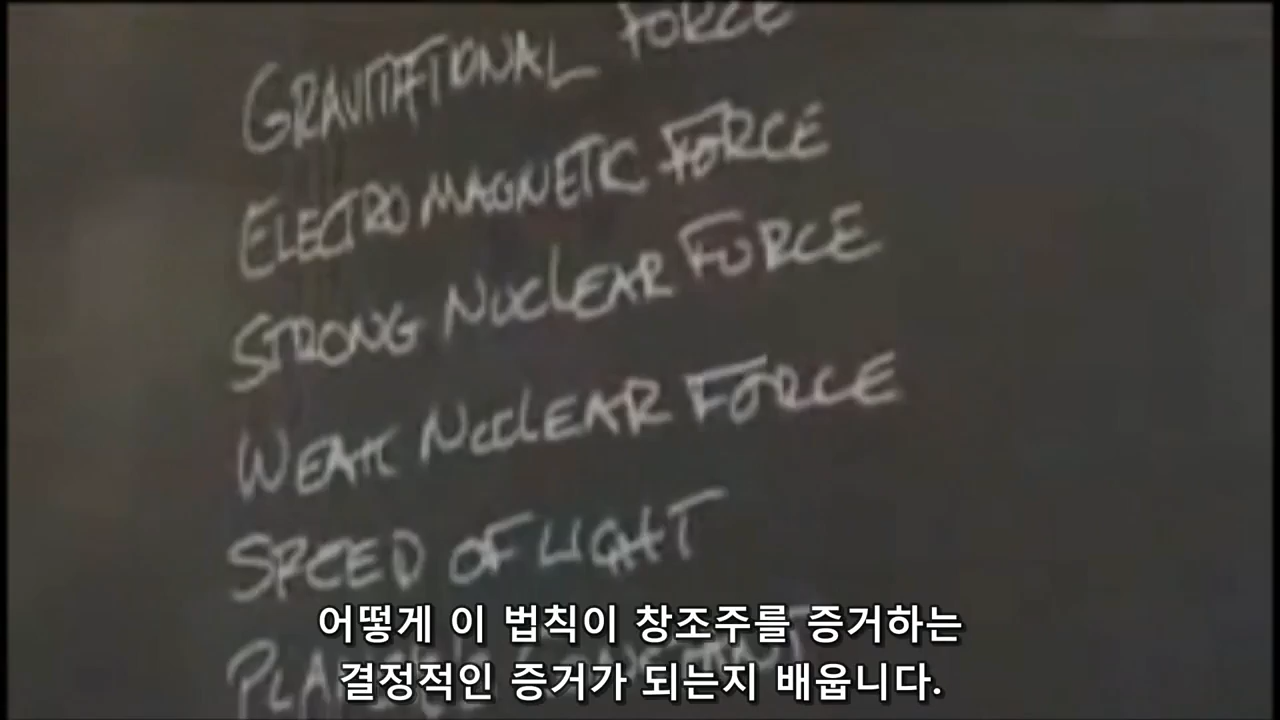 GRAVITATIONAL FORCE
ELECTROMAGNETIC FORCE
STRONG NUCLEAR FORCE
WEAK NUCLEAR FORCE
SPEED OF LIGHT
어떻게 이 법칙이 창조주를 증거하는
결정적인 증거가 되는지 배웁니다.